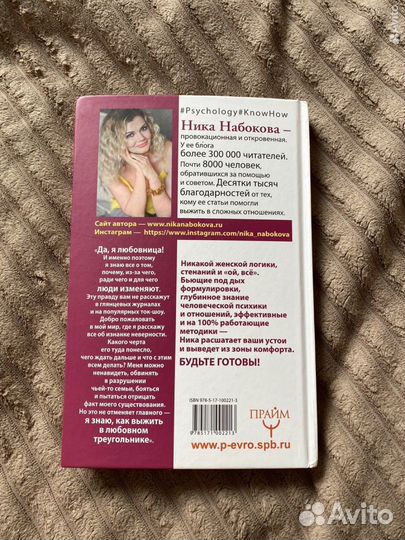 #Psychology#KnowHow
Ника Набокова –
провокационная и откровенная.
У ее блога
более 300 000 читателей.
Почти 8000 человек,
обратившихся за помощью
и советом. Десятки тысяч
благодарностей от тех,
кому ее статьи помогли
выжить в сложных отношениях.
Сайт автора — www.nikanabokova.ru
Инстаграм — https://www.instagram.com/nika_nabokova
«Да, я любовница!
И именно поэтому
я знаю все о том,
почему, из-за чего,
ради чего и для чего
люди изменяют.
Эту правду вам не расскажут
в глянцевых журналах
и на популярных ток-шоу.
Добро пожаловать
в мой мир, где я расскажу
все об изнанке неверности.
Какого черта
его туда понесло,
чего ждать дальше и что с этим
всем делать? Меня можно
ненавидеть, обвинять
в разрушении
чьей-то семьи, бояться
и пытаться отрицать
факт моего существования.
Но это не отменяет главного —
я знаю, как выжить
в любовном
треугольнике».
Никакой женской логики,
стенаний и «ой, всё».
Бьющие под дых
формулировки,
глубинное знание
человеческой психики
и отношений, эффективные
и на 100% работающие
методики —
Ника расшатает ваши устои
и выведет из зоны комфорта.
БУДЬТЕ ГОТОВЫ!
ISBN 978-5-17-100221-3
9 785171 002213
ПРАЙМ
www.p-evro.spb.ru
Avito